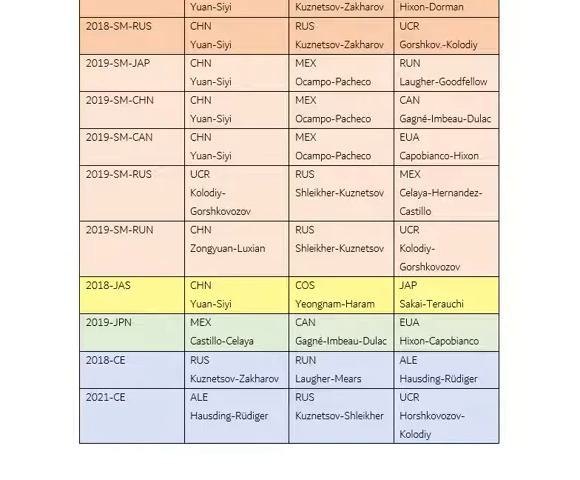 Yuan-Siyi Kuznetsov-Zakharov Hixon-Dorman
2018-SM-RUS CHN RUS UCR
Yuan-Siyi Kuznetsov-Zakharov Gorshkov.-Kolodiy
2019-SM-JAP CHN MEX RUN
Yuan-Siyi Ocampo-Pacheco Laugher-Goodfellow
2019-SM-CHN CHN MEX CAN
Yuan-Siyi Ocampo-Pacheco Gagné-Imbeau-Dulac
2019-SM-CAN CHN MEX EUA
Yuan-Siyi Ocampo-Pacheco Capobianco-Hixon
2019-SM-RUS UCR RUS MEX
Kolodiy- Shleikher-Kuznetsov Celaya-Hernandez-
Gorshkovozov Castillo
2019-SM-RUN CHN RUS UCR
Zongyuan-Luxian Shleikher-Kuznetsov Kolodiy-
Gorshkovozov
2018-JAS CHN COS JAP
Yuan-Siyi Yeongnam-Haram Sakai-Terauchi
2019-JPN MEX CAN EUA
Castillo-Celaya Gagné-Imbeau-Dulac Hixon-Capobianco
2018-CE RUS RUN ALE
Kuznetsov-Zakharov Laugher-Mears Hausding-Rüdiger
2021-CE ALE RUS UCR
Hausding-Rüdiger Kuznetsov-Shleikher Horshkovozov-
Kolodiy